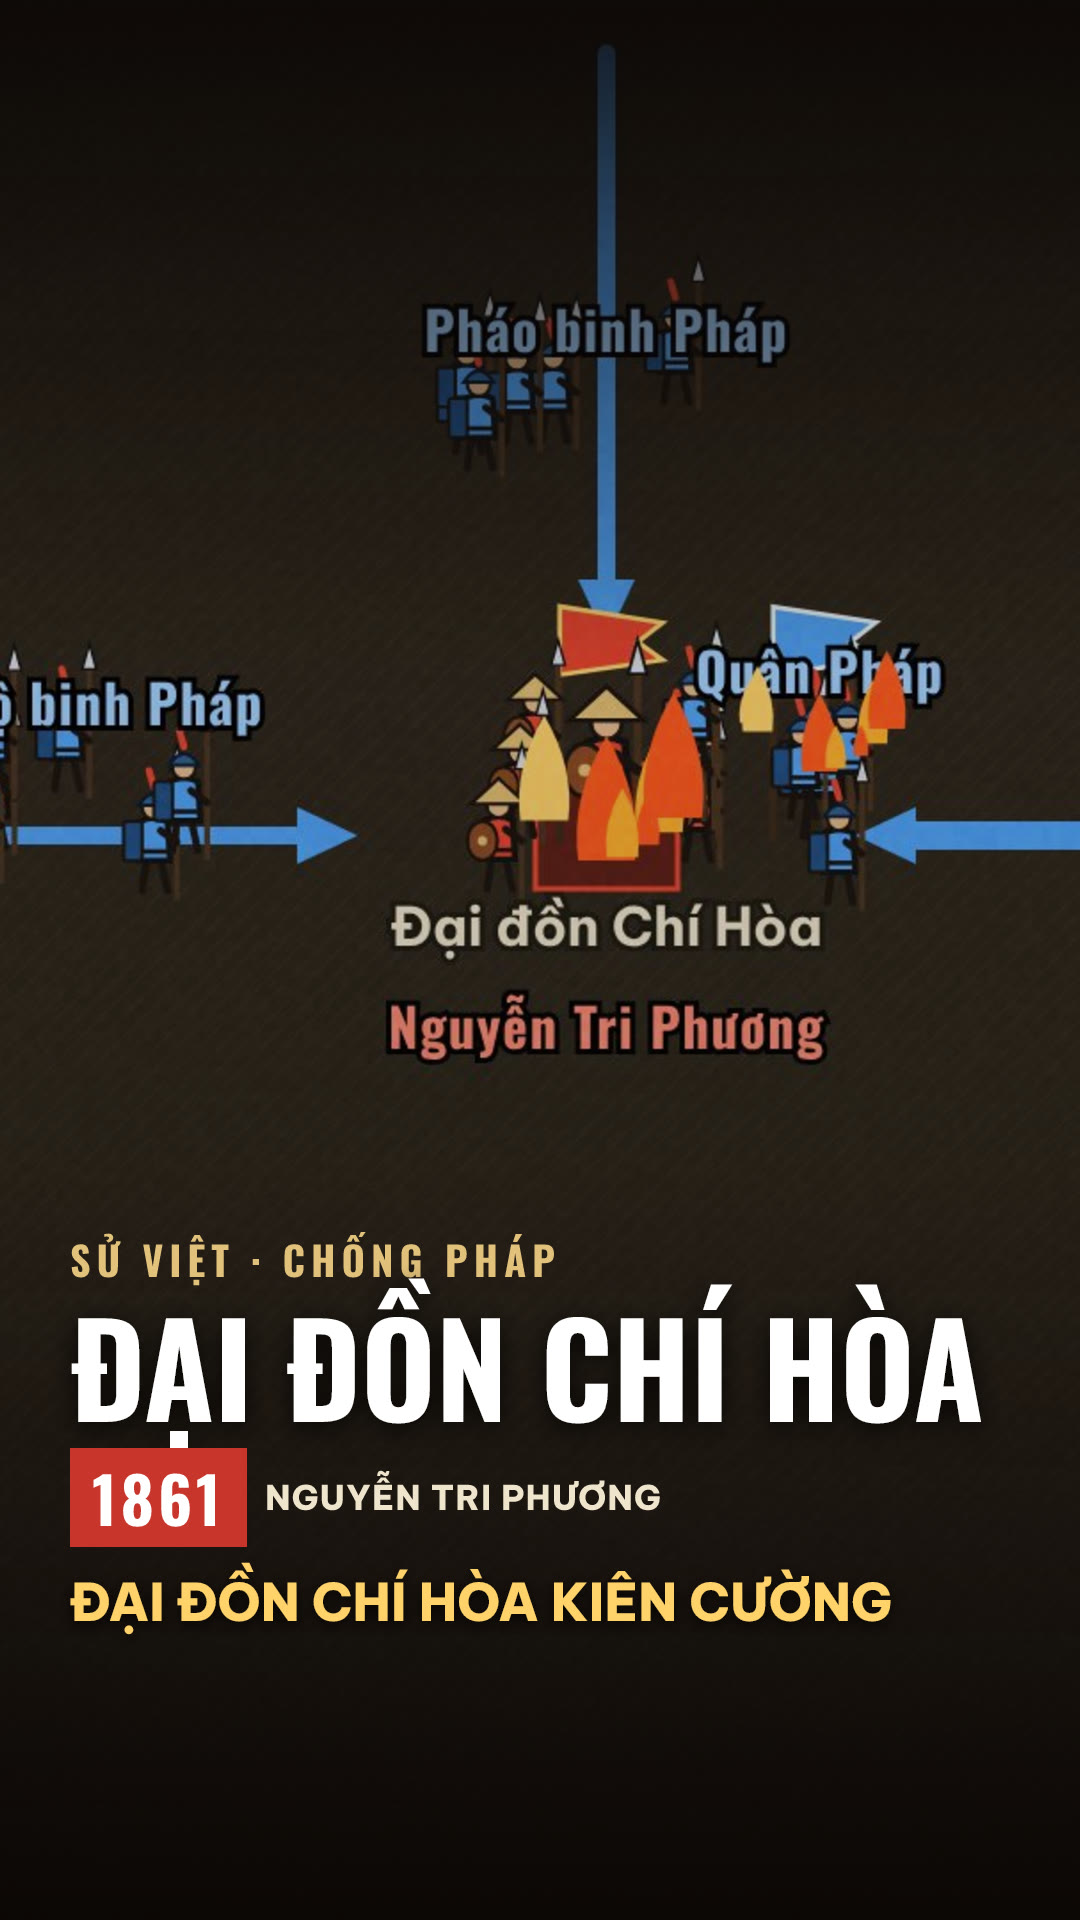 Pháo binh Pháp
Quân Pháp
binh Pháp
Đại đồn Chí Hòa
Nguyễn Tri Phương
SỬ VIỆT · CHỐNG PHÁP
ĐẠI ĐỒN CHÍ HÒA
1861 NGUYỄN TRI PHƯƠNG
ĐẠI ĐỒN CHÍ HÒA KIÊN CƯỜNG